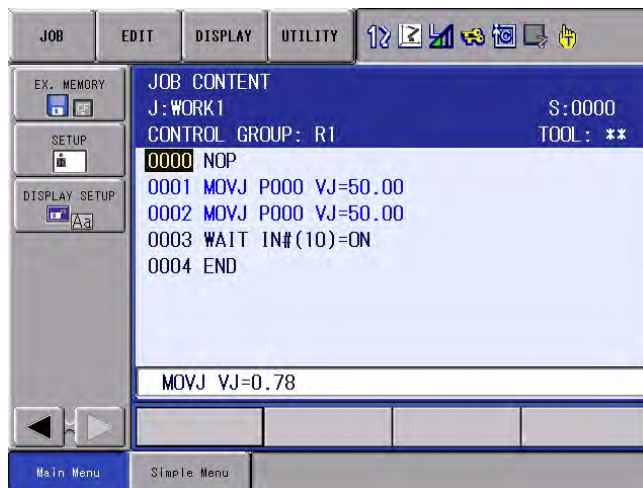 JOB EDIT DISPLAY UTILITY
EX. MEMORY
CF
SETUP
DISPLAY SETUP
Aa
JOB CONTENT
J:WORK1 S:0000
CONTROL GROUP: R1 TOOL: **
0000 NOP
0001 MOVJ P000 VJ=50.00
0002 MOVJ P000 VJ=50.00
0003 WAIT IN#(10)=ON
0004 END
MOVJ VJ=0.78
Main Menu Simple Menu